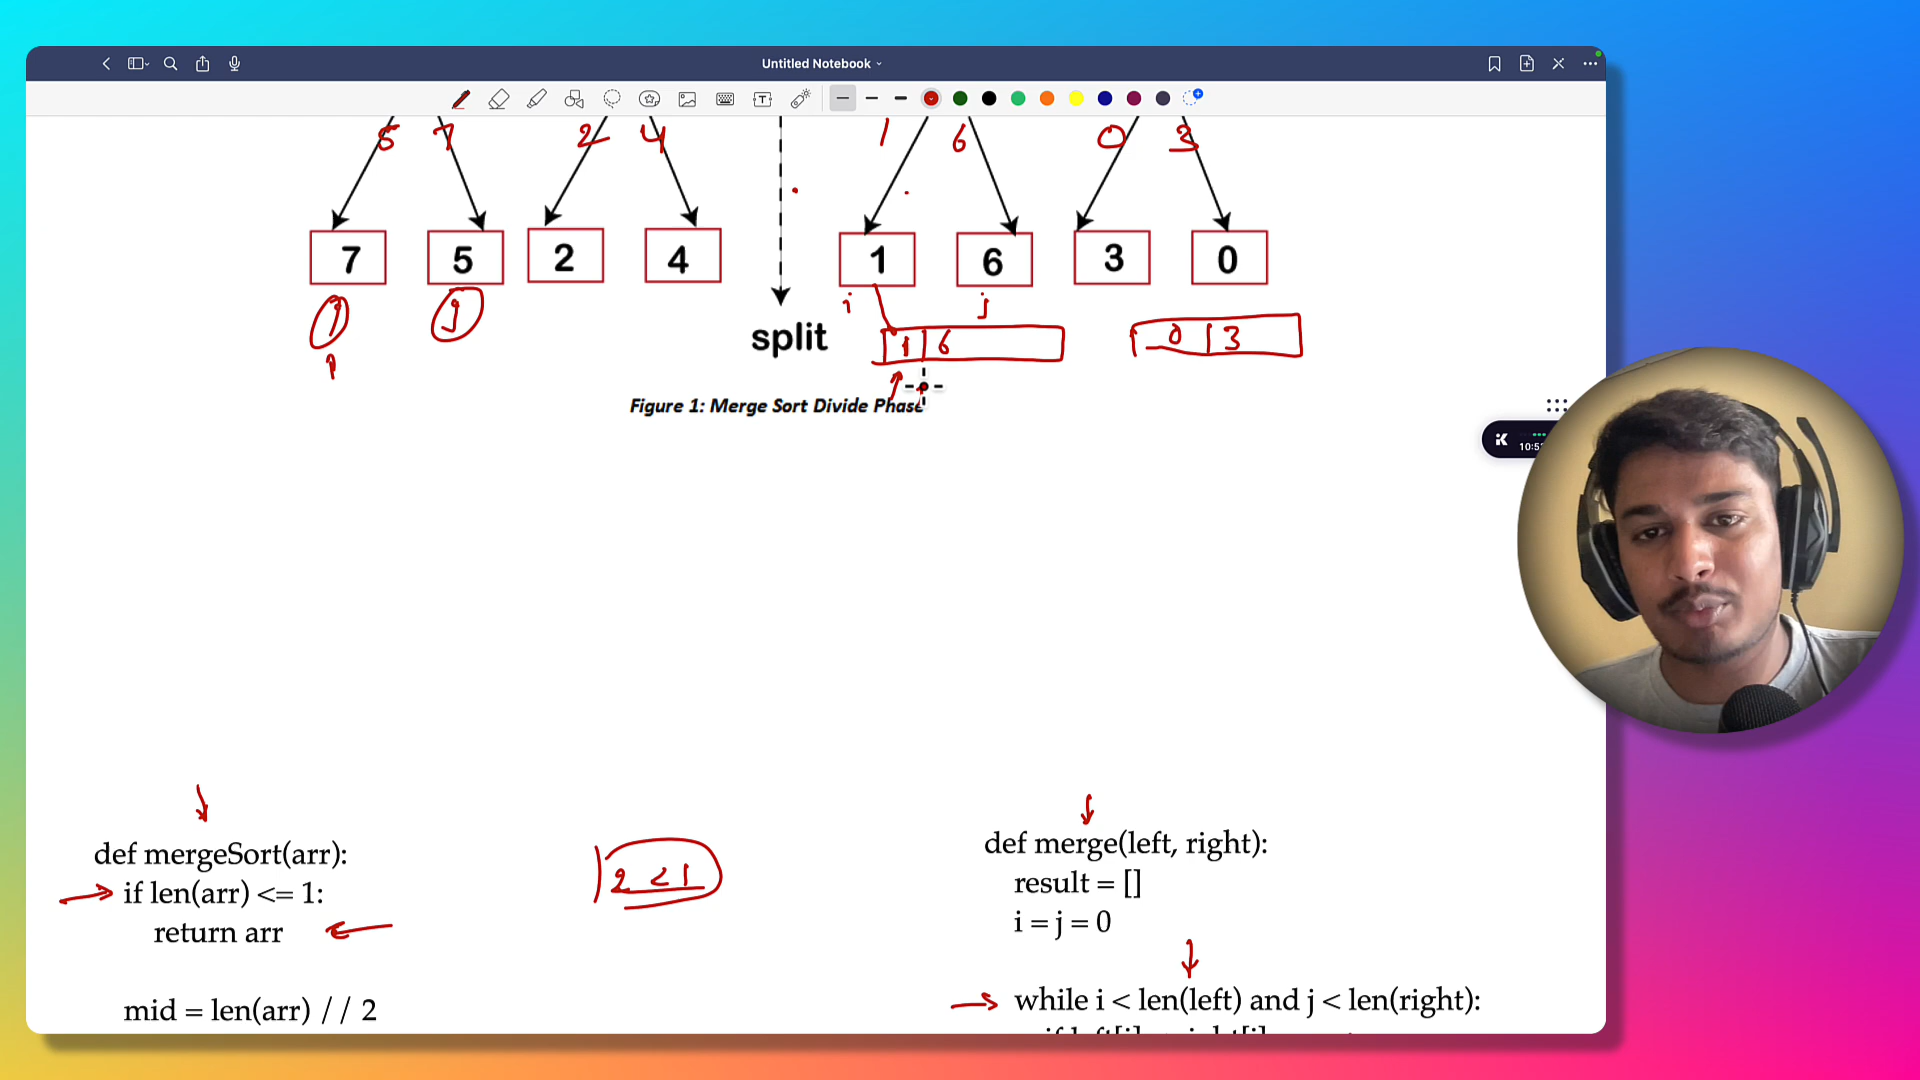 Untitled Notebook
5 7 2 4 1 6 0 3
7 5 2 4 1 6 3 0
i j
split
1 6 0 3
Figure 1: Merge Sort Divide Phase
10:5
def mergeSort(arr):
if len(arr) <= 1:
return arr
mid = len(arr) // 2
2 < 1
def merge(left, right):
result = []
i = j = 0
while i < len(left) and j < len(right):